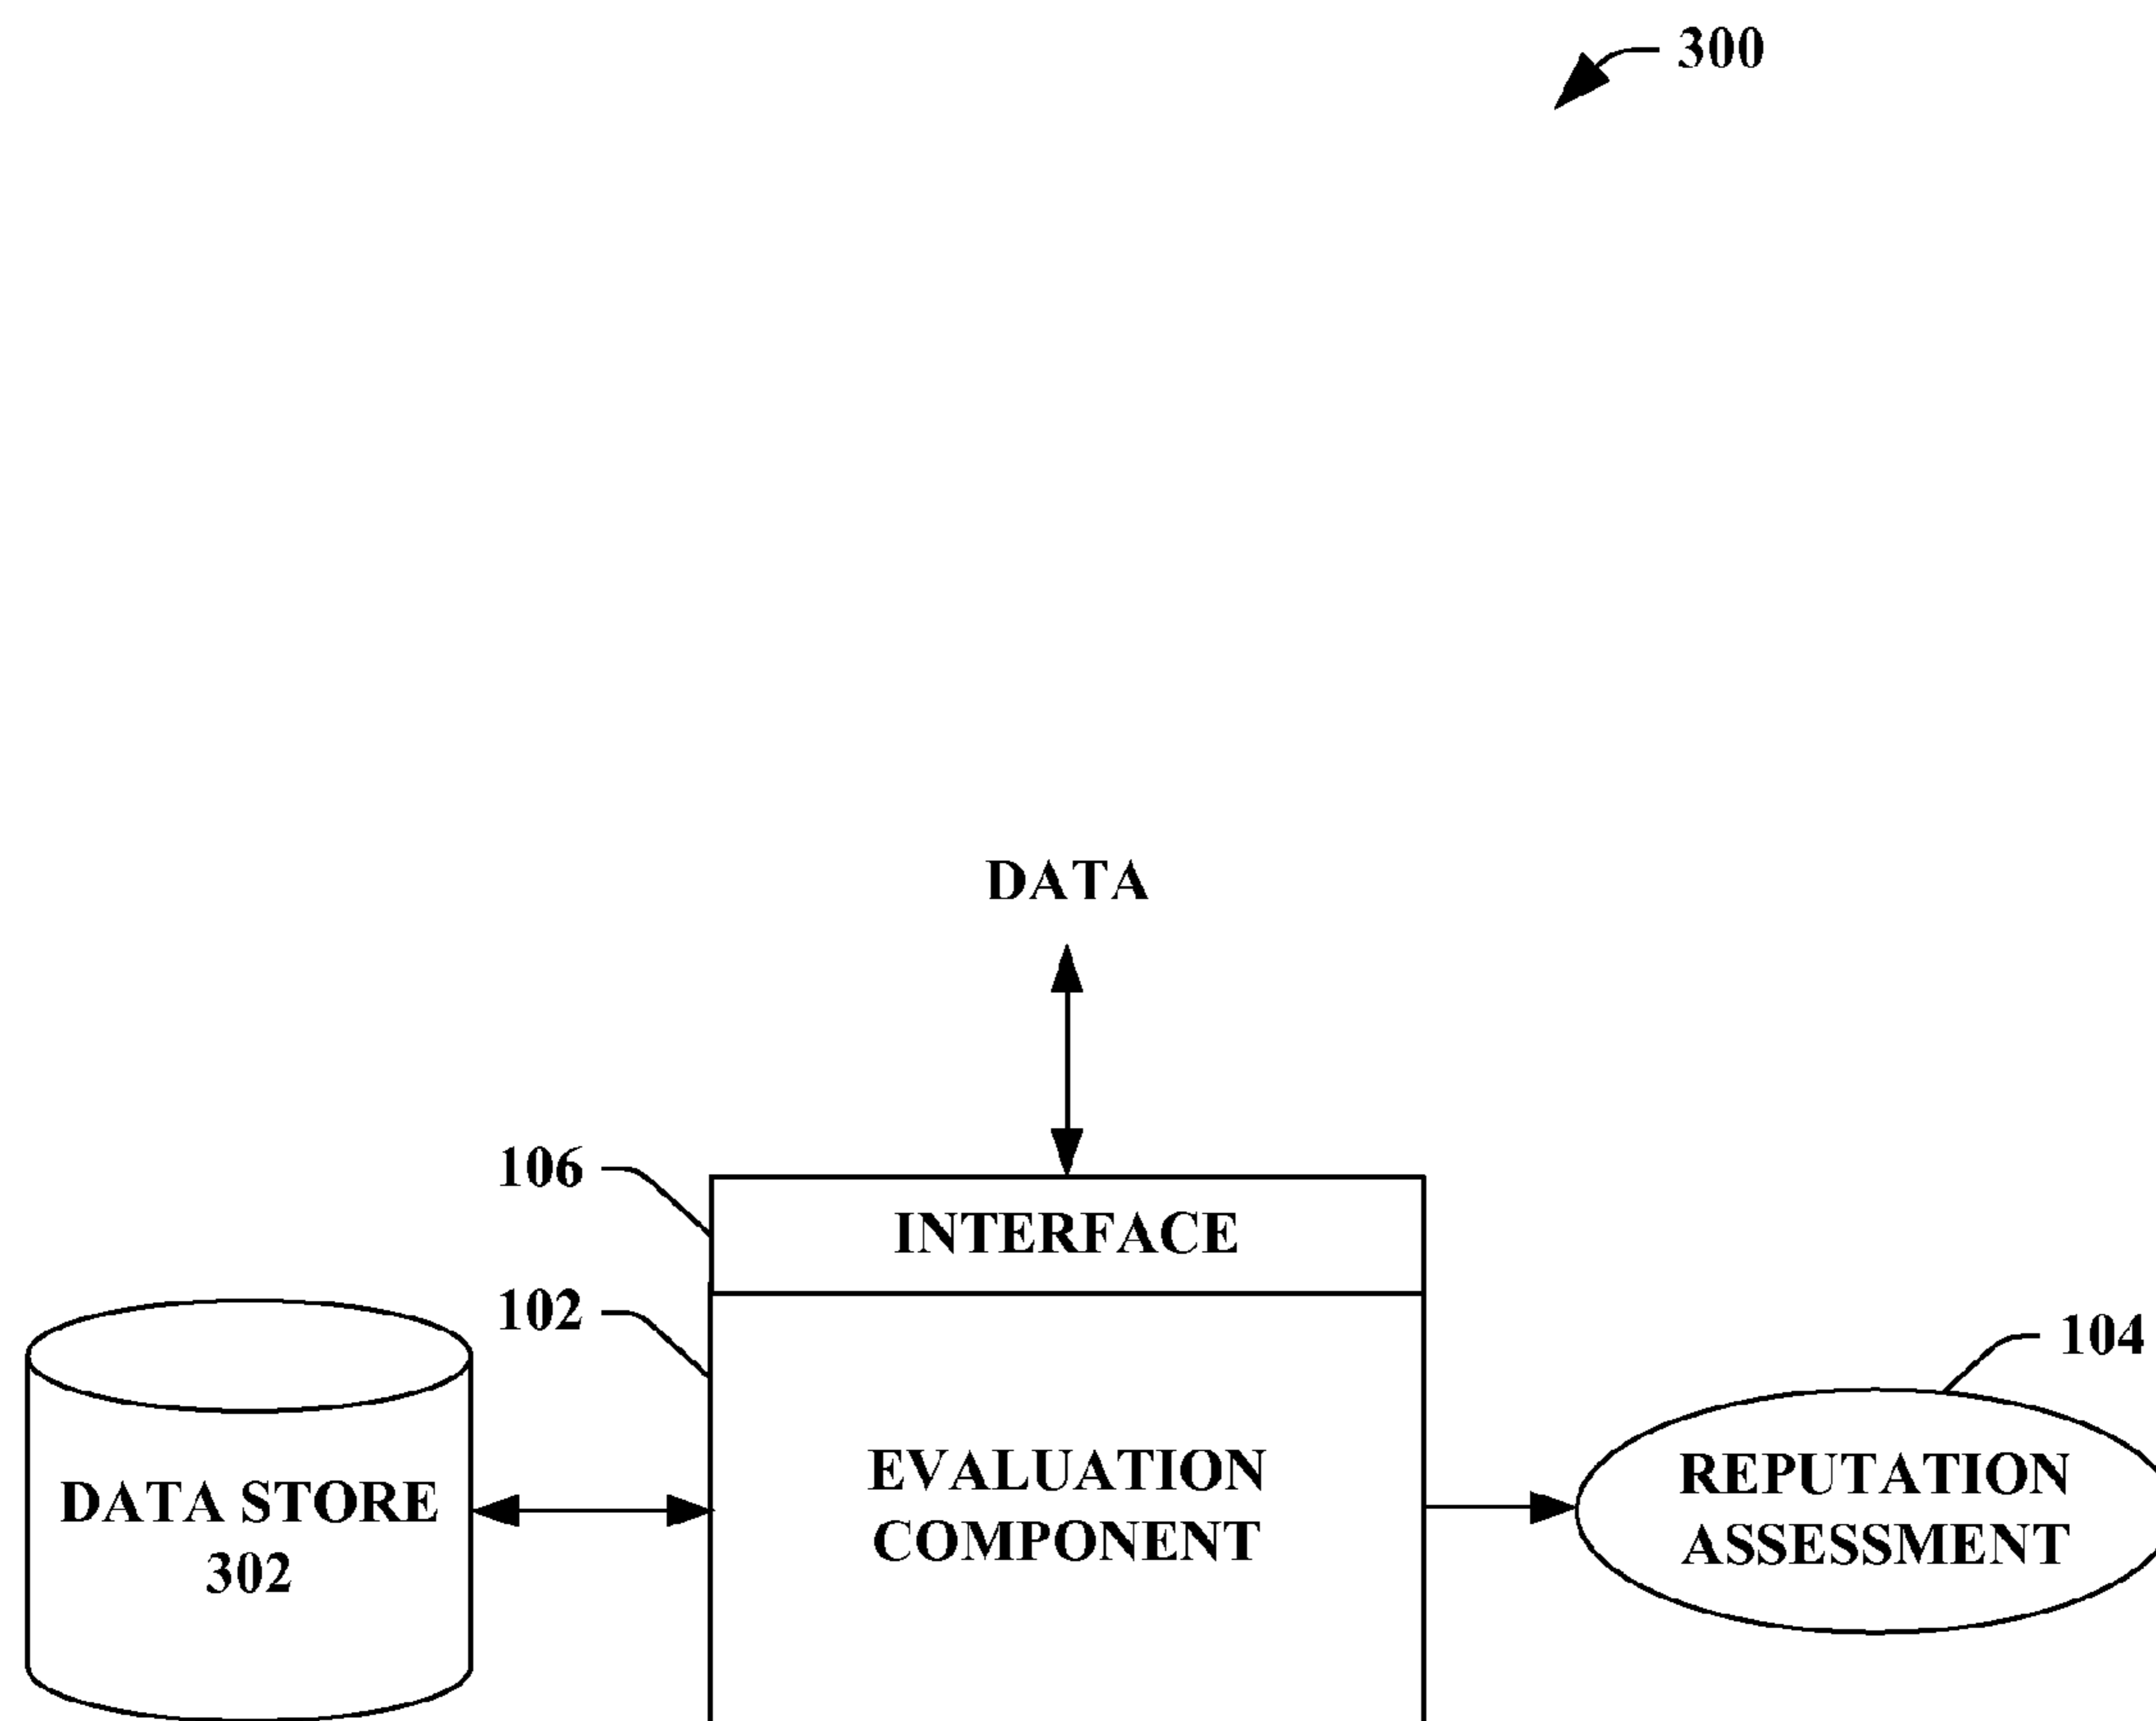 300
DATA
106
INTERFACE
102
104
EVALUATION
COMPONENT
REPUTATION
ASSESSMENT
DATA STORE
302